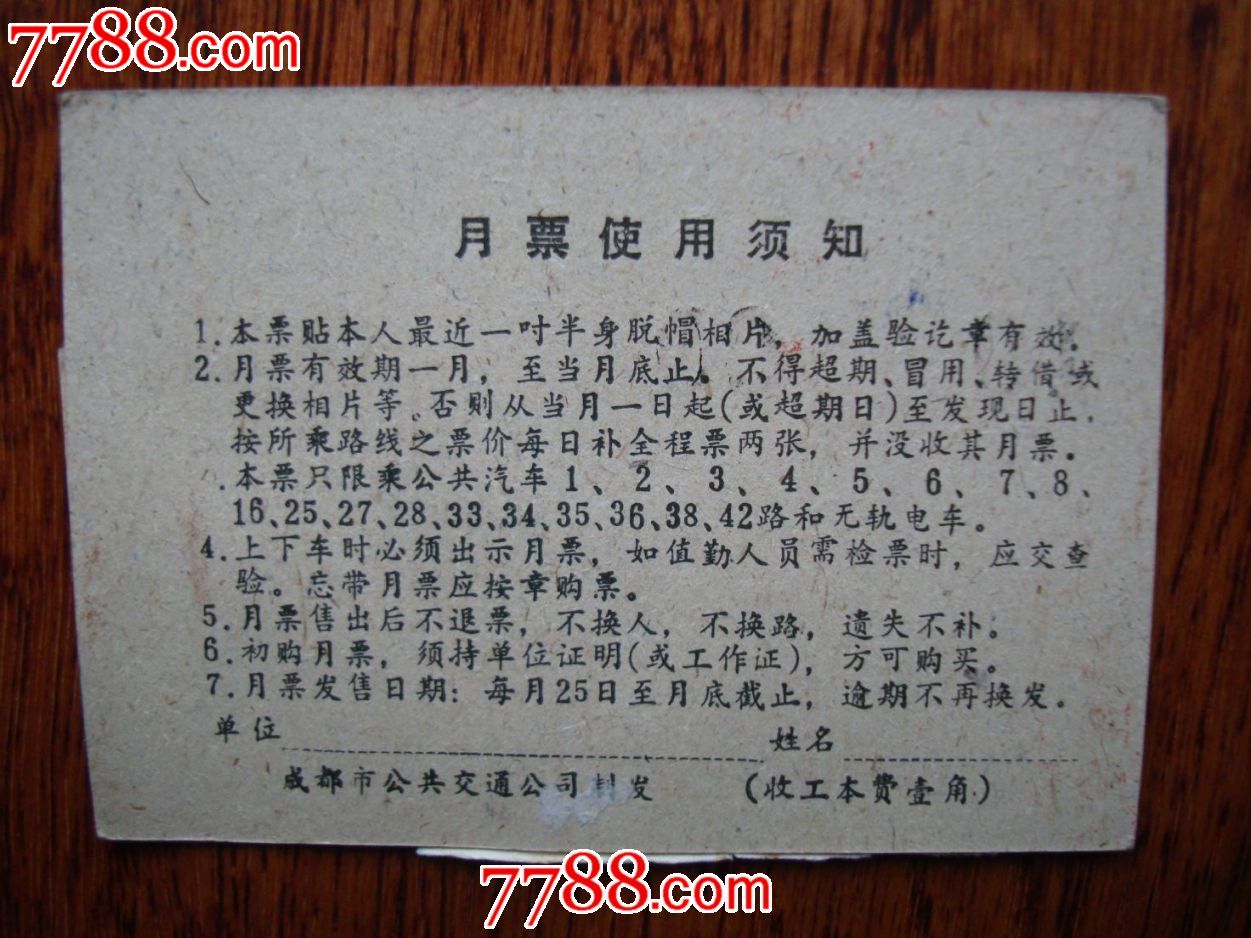 7788.com
月票使用须知
1.本票贴本人最近一吋半身脱帽相片，加盖验讫章有效。
2.月票有效期一月，至当月底止。不得超期、冒用、转借或
更换相片等。否则从当月一日起(或超期日)至发现日止，
按所乘路线之票价每日补全程票两张，并没收其月票。
.本票只限乘公共汽车1、2、3、4、5、6、7、8、
16、25、27、28、33、34、35、36、38、42路和无轨电车。
4.上下车时必须出示月票，如值勤人员需检票时，应交查
验。忘带月票应按章购票。
5.月票售出后不退票，不换人，不换路，遗失不补。
6.初购月票，须持单位证明(或工作证)，方可购买。
7.月票发售日期：每月25日至月底截止，逾期不再换发。
单位 姓名
成都市公共交通公司制发 (收工本费壹角)
7788.com